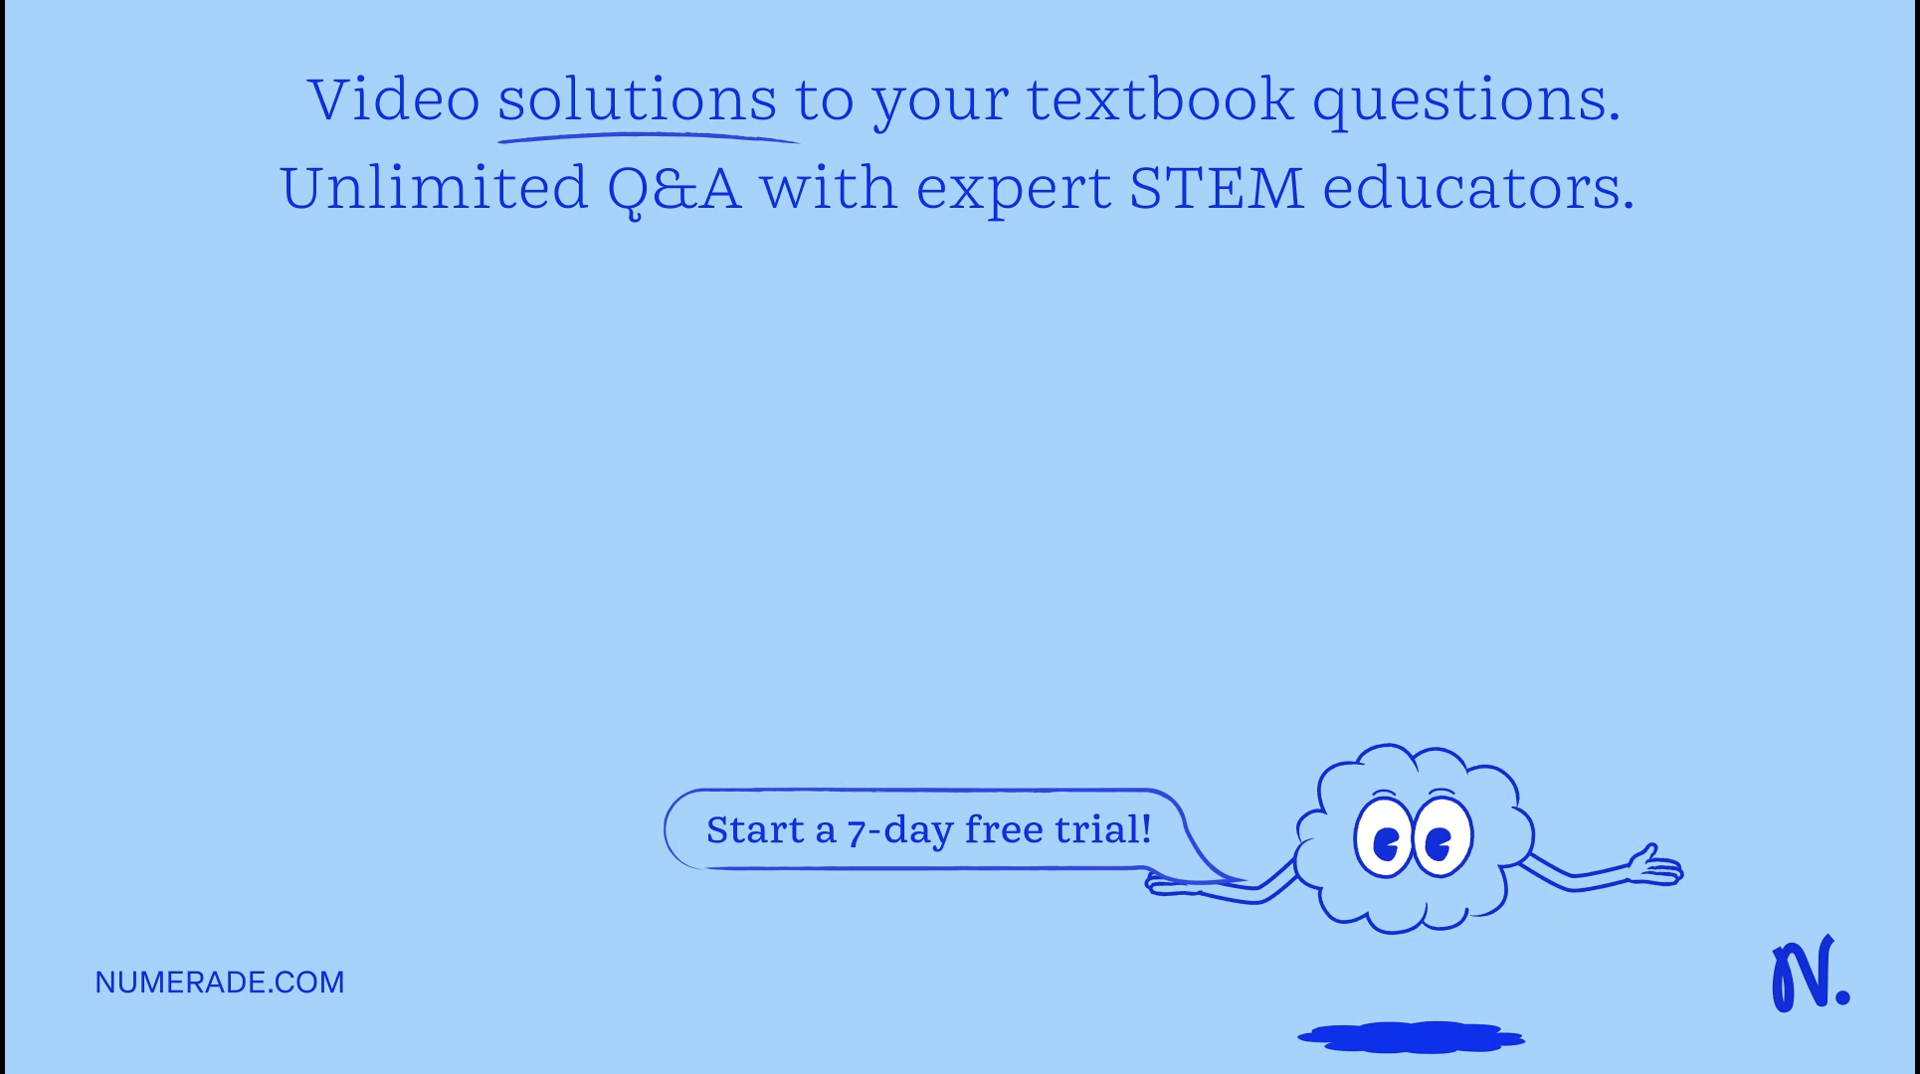 Video solutions to your textbook questions.
Unlimited Q&A with expert STEM educators.
Start a 7-day free trial!
NUMERADE.COM
N.